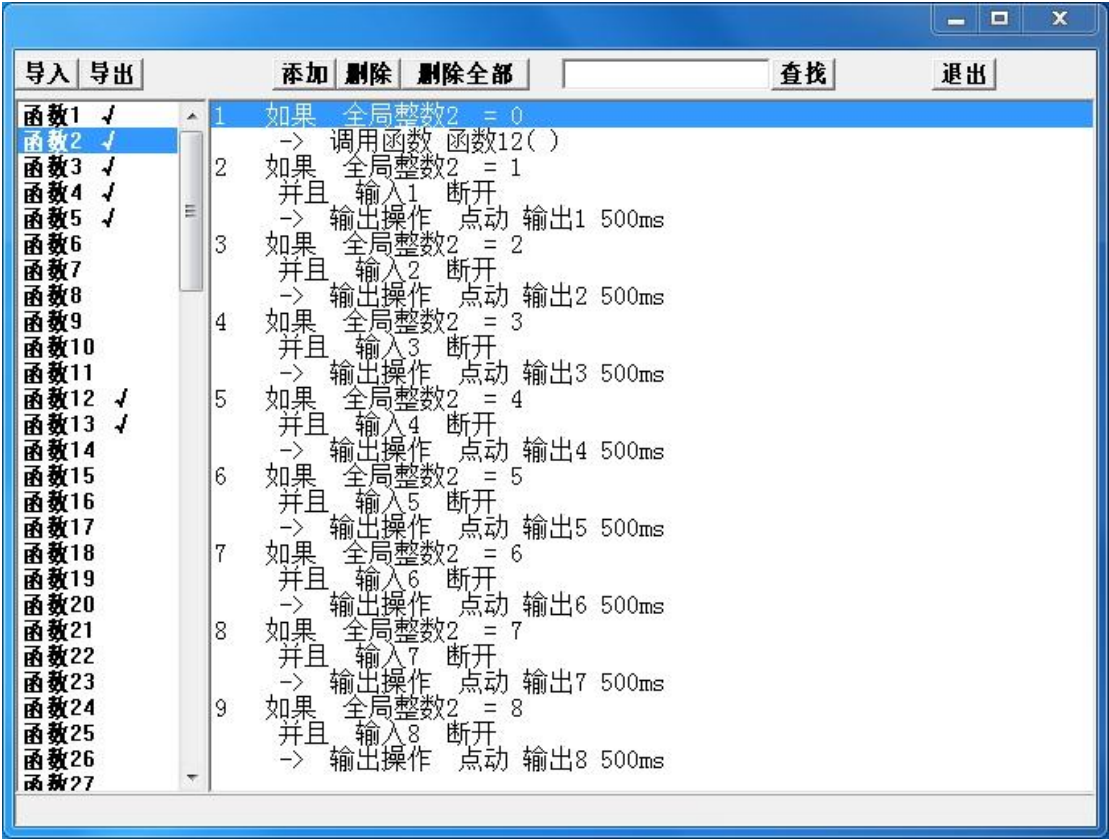 导入 导出 添加 删除 删除全部 查找 退出
函数1 √
函数2 √
函数3 √
函数4 √
函数5 √
函数6
函数7
函数8
函数9
函数10
函数11
函数12 √
函数13 √
函数14
函数15
函数16
函数17
函数18
函数19
函数20
函数21
函数22
函数23
函数24
函数25
函数26
函数27
1 如果 全局整数2 = 0
-> 调用函数 函数12( )
2 如果 全局整数2 = 1
并且 输入1 断开
-> 输出操作 点动 输出1 500ms
3 如果 全局整数2 = 2
并且 输入2 断开
-> 输出操作 点动 输出2 500ms
4 如果 全局整数2 = 3
并且 输入3 断开
-> 输出操作 点动 输出3 500ms
5 如果 全局整数2 = 4
并且 输入4 断开
-> 输出操作 点动 输出4 500ms
6 如果 全局整数2 = 5
并且 输入5 断开
-> 输出操作 点动 输出5 500ms
7 如果 全局整数2 = 6
并且 输入6 断开
-> 输出操作 点动 输出6 500ms
8 如果 全局整数2 = 7
并且 输入7 断开
-> 输出操作 点动 输出7 500ms
9 如果 全局整数2 = 8
并且 输入8 断开
-> 输出操作 点动 输出8 500ms